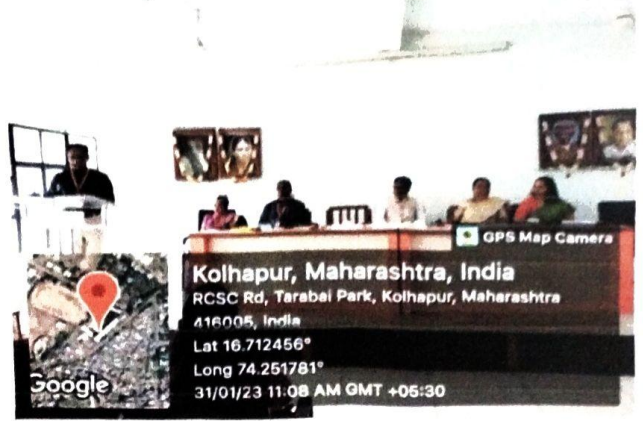 GPS Map Camera
Kolhapur, Maharashtra, India
RCSC Rd, Tarabai Park, Kolhapur, Maharashtra
416005, India
Lat 16.712456°
Long 74.251781°
31/01/23 11:08 AM GMT +05:30
Google